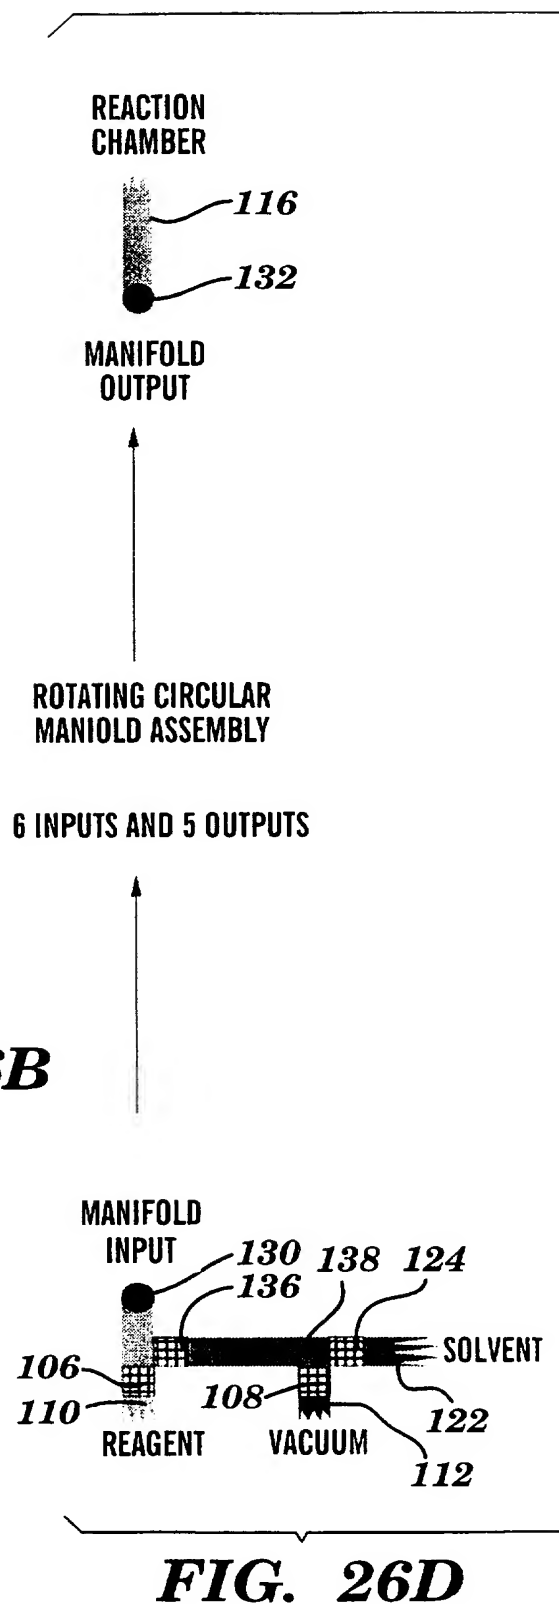 REACTION
CHAMBER
116
132
MANIFOLD
OUTPUT
ROTATING CIRCULAR
MANIOLD ASSEMBLY
6 INPUTS AND 5 OUTPUTS
B
MANIFOLD
INPUT
130 138 124
136
SOLVENT
106
110
108
122
REAGENT VACUUM
112
FIG. 26D